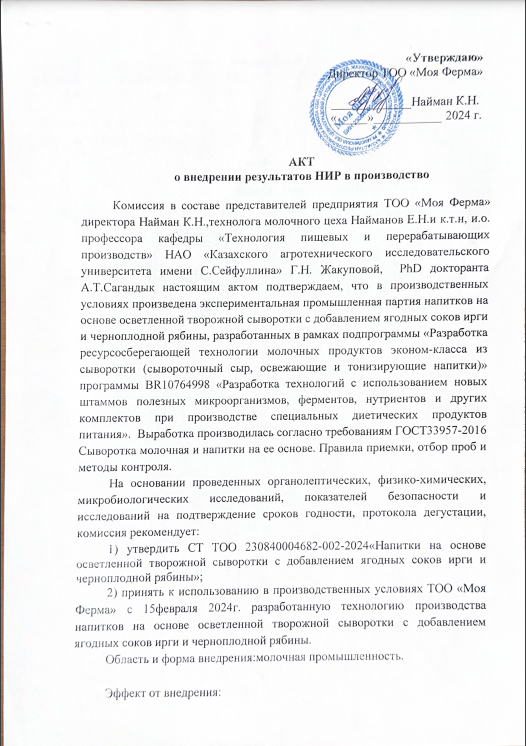 «Утверждаю»
Директор ТОО «Моя Ферма»
Найман К.Н.
«______»____________ 2024 г.
АКТ
о внедрении результатов НИР в производство
Комиссия в составе представителей предприятия ТОО «Моя Ферма»
директора Найман К.Н.,технолога молочного цеха Найманов Е.Н.и к.т.н, и.о.
профессора кафедры «Технология пищевых и перерабатывающих
производств» НАО «Казахского агротехнического исследовательского
университета имени С.Сейфуллина» Г.Н. Жакуповой, PhD докторанта
А.Т.Сагандык настоящим актом подтверждаем, что в производственных
условиях произведена экспериментальная промышленная партия напитков на
основе осветленной творожной сыворотки с добавлением ягодных соков ирги
и черноплодной рябины, разработанных в рамках подпрограммы «Разработка
ресурсосберегающей технологии молочных продуктов эконом-класса из
сыворотки (сывороточный сыр, освежающие и тонизирующие напитки)»
программы BR10764998 «Разработка технологий с использованием новых
штаммов полезных микроорганизмов, ферментов, нутриентов и других
комплектов при производстве специальных диетических продуктов
питания». Выработка производилась согласно требованиям ГОСТ33957-2016
Сыворотка молочная и напитки на ее основе. Правила приемки, отбор проб и
методы контроля.
На основании проведенных органолептических, физико-химических,
микробиологических исследований, показателей безопасности и
исследований на подтверждение сроков годности, протокола дегустации,
комиссия рекомендует:
1) утвердить СТ ТОО 230840004682-002-2024«Напитки на основе
осветленной творожной сыворотки с добавлением ягодных соков ирги и
черноплодной рябины»;
2) принять к использованию в производственных условиях ТОО «Моя
Ферма» с 15февраля 2024г. разработанную технологию производства
напитков на основе осветленной творожной сыворотки с добавлением
ягодных соков ирги и черноплодной рябины.
Область и форма внедрения:молочная промышленность.
Эффект от внедрения: